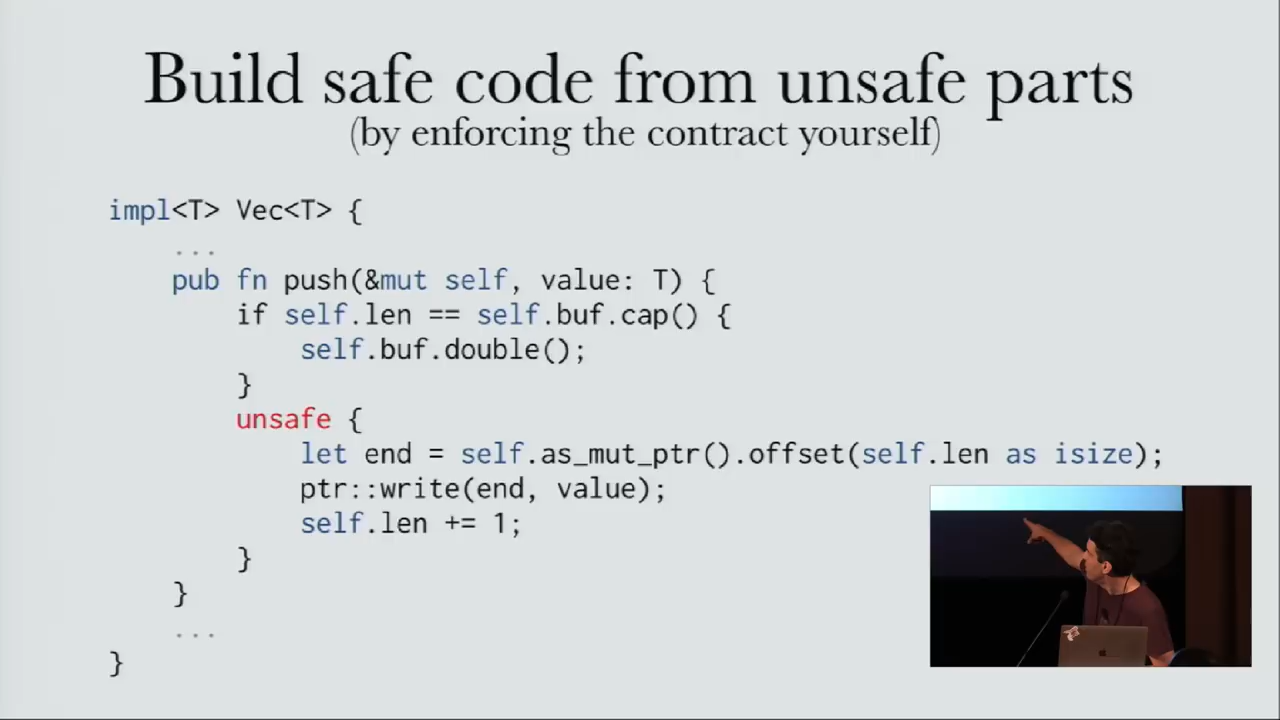 Build safe code from unsafe parts
(by enforcing the contract yourself)
impl<T> Vec<T> {
...
pub fn push(&mut self, value: T) {
if self.len == self.buf.cap() {
self.buf.double();
}
unsafe {
let end = self.as_mut_ptr().offset(self.len as isize);
ptr::write(end, value);
self.len += 1;
}
}
...
}